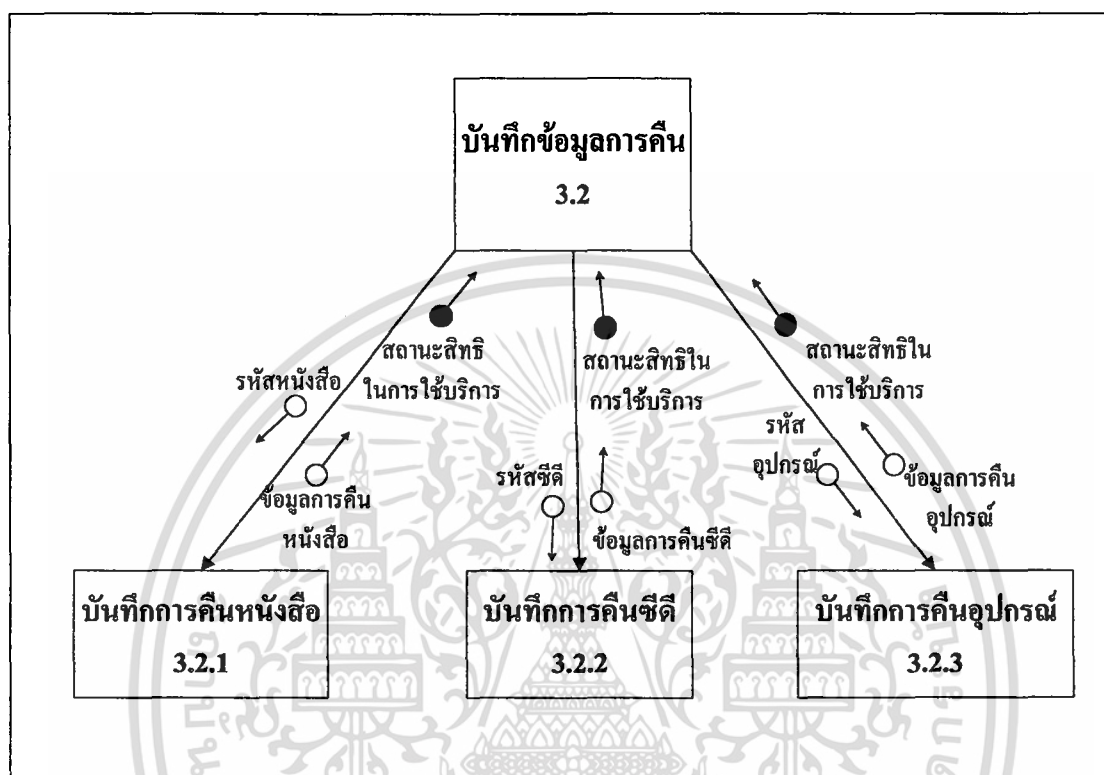 บันทึกข้อมูลการคืน
3.2
สถานะสิทธิ
ในการใช้บริการ
รหัสหนังสือ
ข้อมูลการคืน
หนังสือ
สถานะสิทธิใน
การใช้บริการ
รหัสซีดี
ข้อมูลการคืนซีดี
สถานะสิทธิใน
การใช้บริการ
รหัส
อุปกรณ์
ข้อมูลการคืน
อุปกรณ์
บันทึกการคืนหนังสือ
3.2.1
บันทึกการคืนซีดี
3.2.2
บันทึกการคืนอุปกรณ์
3.2.3